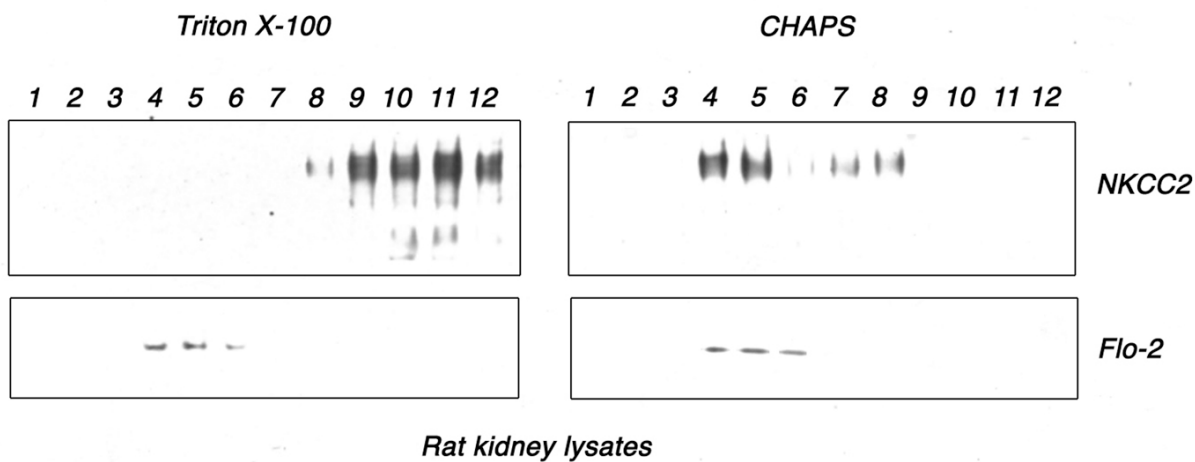 Triton X-100 CHAPS
1 2 3 4 5 6 7 8 9 10 11 12 1 2 3 4 5 6 7 8 9 10 11 12
NKCC2
Flo-2
Rat kidney lysates